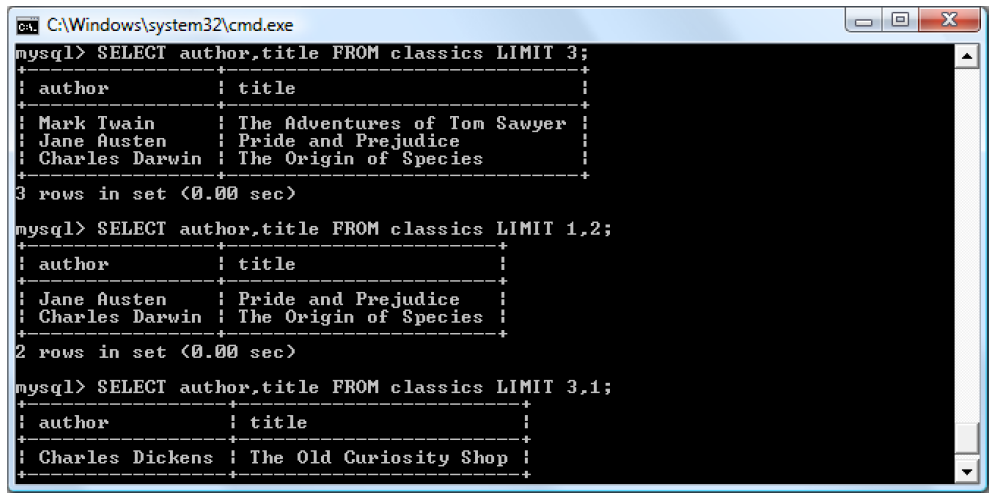 C:\Windows\system32\cmd.exe
mysql> SELECT author,title FROM classics LIMIT 3;
+-----------------+------------------------------+
| author          | title                        |
+-----------------+------------------------------+
| Mark Twain      | The Adventures of Tom Sawyer |
| Jane Austen     | Pride and Prejudice          |
| Charles Darwin  | The Origin of Species        |
+-----------------+------------------------------+
3 rows in set (0.00 sec)
mysql> SELECT author,title FROM classics LIMIT 1,2;
+----------------+-----------------------+
| author         | title                 |
+----------------+-----------------------+
| Jane Austen    | Pride and Prejudice   |
| Charles Darwin | The Origin of Species |
+----------------+-----------------------+
2 rows in set (0.00 sec)
mysql> SELECT author,title FROM classics LIMIT 3,1;
+-----------------+------------------------+
| author          | title                  |
+-----------------+------------------------+
| Charles Dickens | The Old Curiosity Shop |
+-----------------+------------------------+